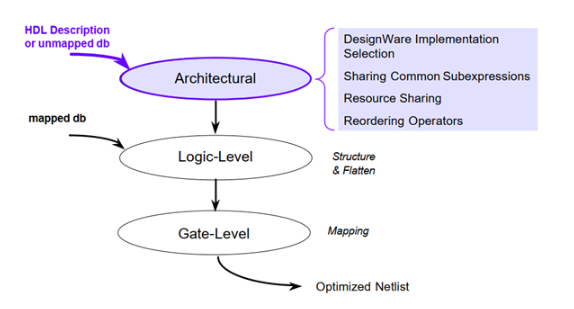 HDL Description
or unmapped db
Architectural
DesignWare Implementation
Selection
Sharing Common Subexpressions
Resource Sharing
Reordering Operators
mapped db
Logic-Level
Structure
& Flatten
Gate-Level
Mapping
Optimized Netlist